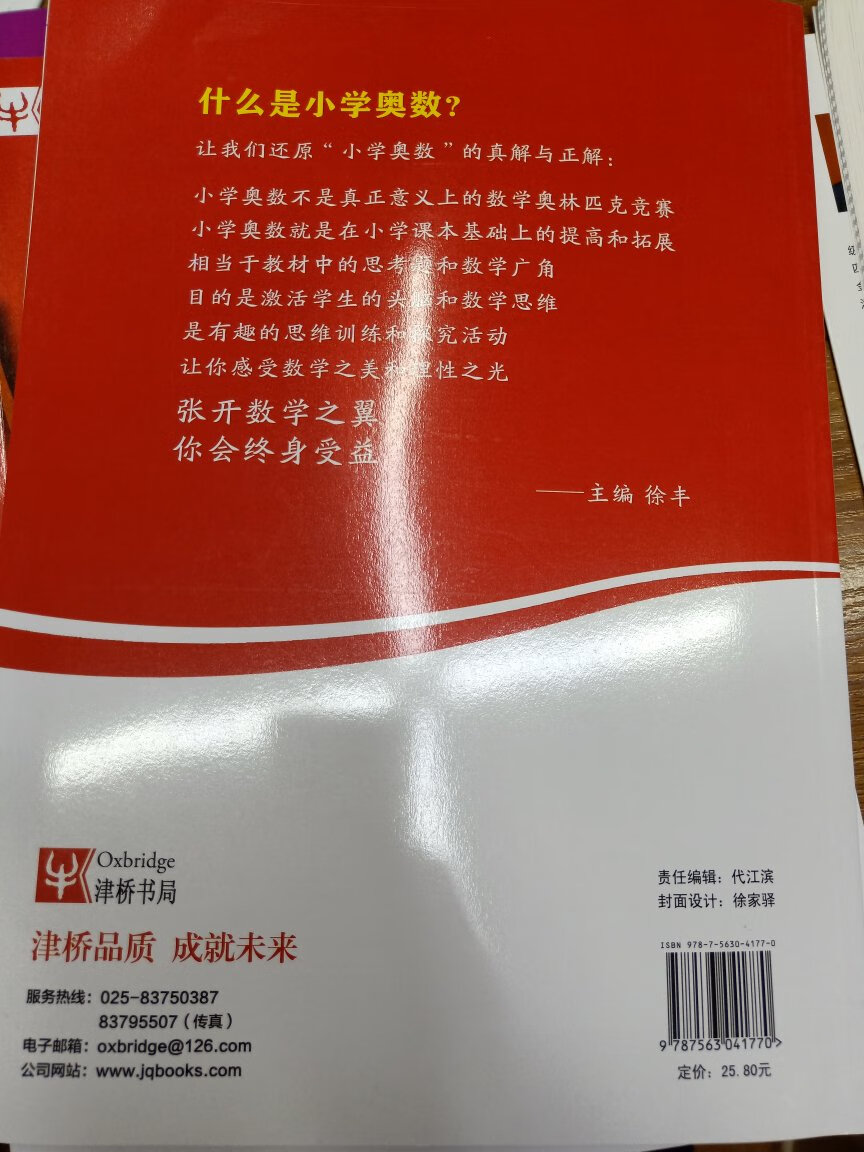 什么是小学奥数？
让我们还原“小学奥数”的真解与正解：
小学奥数不是真正意义上的数学奥林匹克竞赛
小学奥数就是在小学课本基础上的提高和拓展
相当于教材中的思考题和数学广角
目的是激活学生的头脑和数学思维
是有趣的思维训练和探究活动
让你感受数学之美和理性之光
张开数学之翼
你会终身受益
——主编 徐丰
Oxbridge
津桥书局
津桥品质 成就未来
服务热线：025-83750387
83795507（传真）
电子邮箱：oxbridge@126.com
公司网站：www.jqbooks.com
责任编辑：代江滨
封面设计：徐家驿
ISBN 978-7-5630-4177-0
9 787563 041770>
定价：25.80元